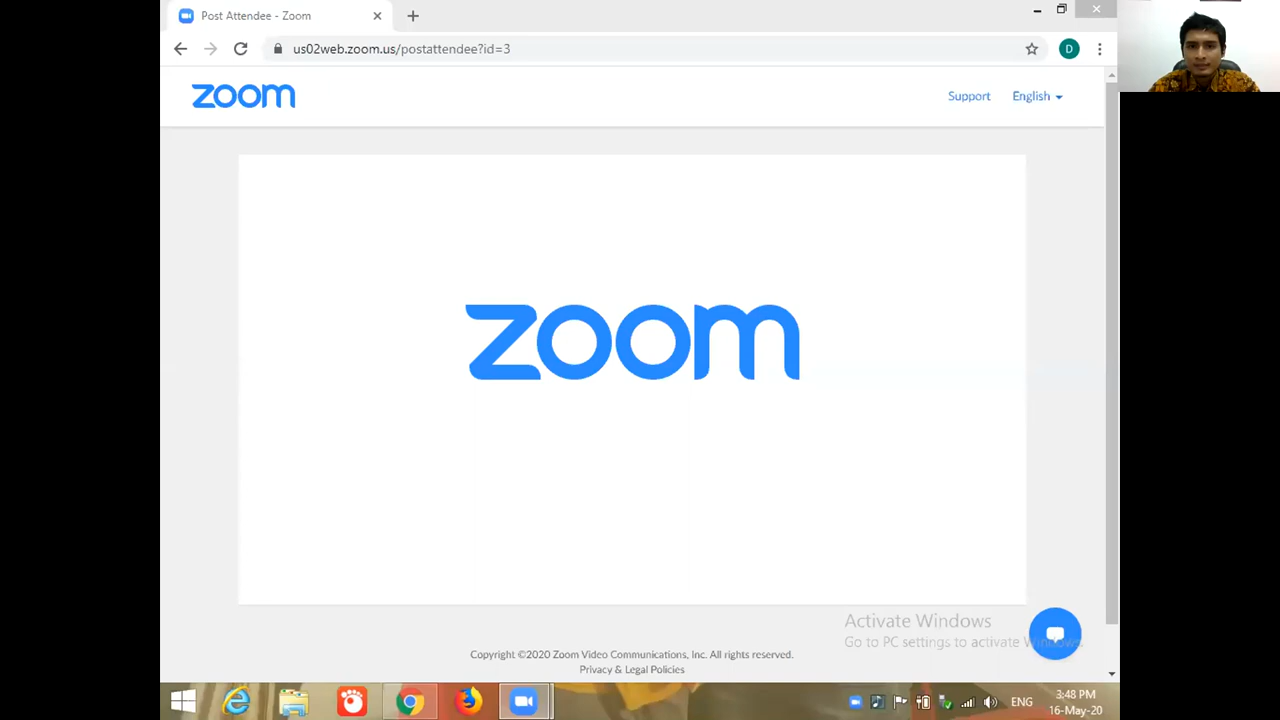 Post Attendee - Zoom
us02web.zoom.us/postattendee?id=3
D
zoom
Support
English
zoom
Activate Windows
Go to PC settings to activate Windows.
Copyright ©2020 Zoom Video Communications, Inc. All rights reserved.
Privacy & Legal Policies
ENG
3:48 PM
16-May-20